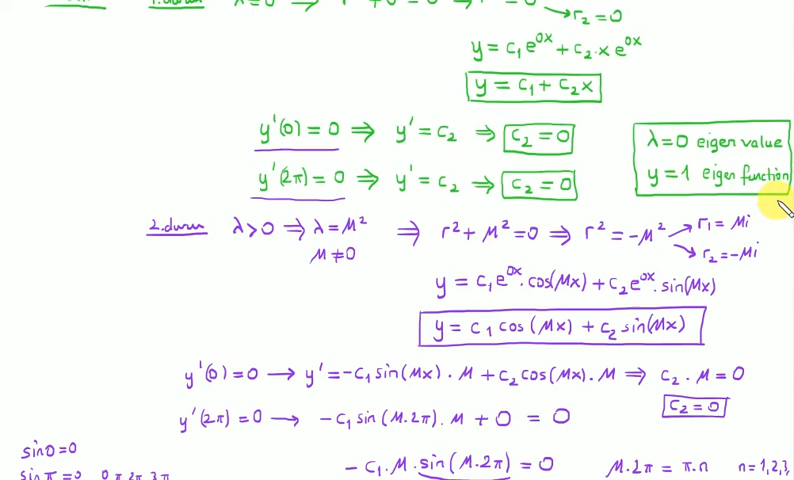 → r₂ = 0
y = c₁e^{0x} + c₂.x e^{0x}
y = c₁ + c₂x
y'(0) = 0 ⇒ y' = c₂ ⇒ c₂ = 0
λ=0 eigen value
y'(2π) = 0 ⇒ y' = c₂ ⇒ c₂ = 0
y=1 eigen function
2.durum λ>0 ⇒ λ = M² ⇒ r² + M² = 0 ⇒ r² = -M² → r₁ = Mi
M ≠ 0 → r₂ = -Mi
y = c₁e^{0x}.cos(Mx) + c₂e^{0x}.sin(Mx)
y = c₁ cos(Mx) + c₂ sin(Mx)
y'(0) = 0 → y' = -c₁ sin(Mx).M + c₂ cos(Mx).M ⇒ c₂.M = 0
c₂ = 0
y'(2π) = 0 → -c₁ sin(M.2π).M + 0 = 0
sin0=0
sinπ=0 0,π,2π,3π
-c₁.M.sin(M.2π) = 0 M.2π = π.n n=1,2,3,